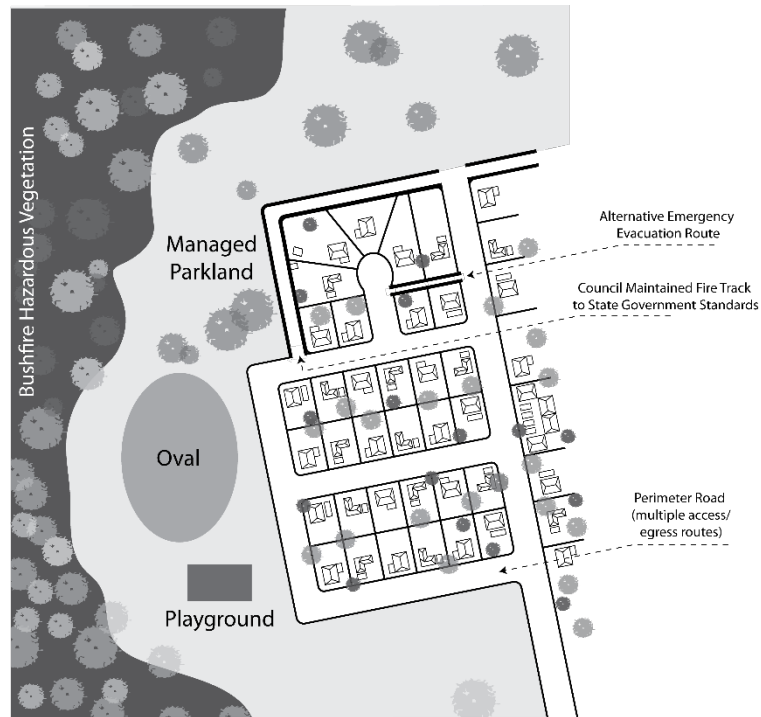 Bushfire Hazardous Vegetation
Managed
Parkland
Alternative Emergency
Evacuation Route
Council Maintained Fire Track
to State Government Standards
Oval
Perimeter Road
(multiple access/
egress routes)
Playground